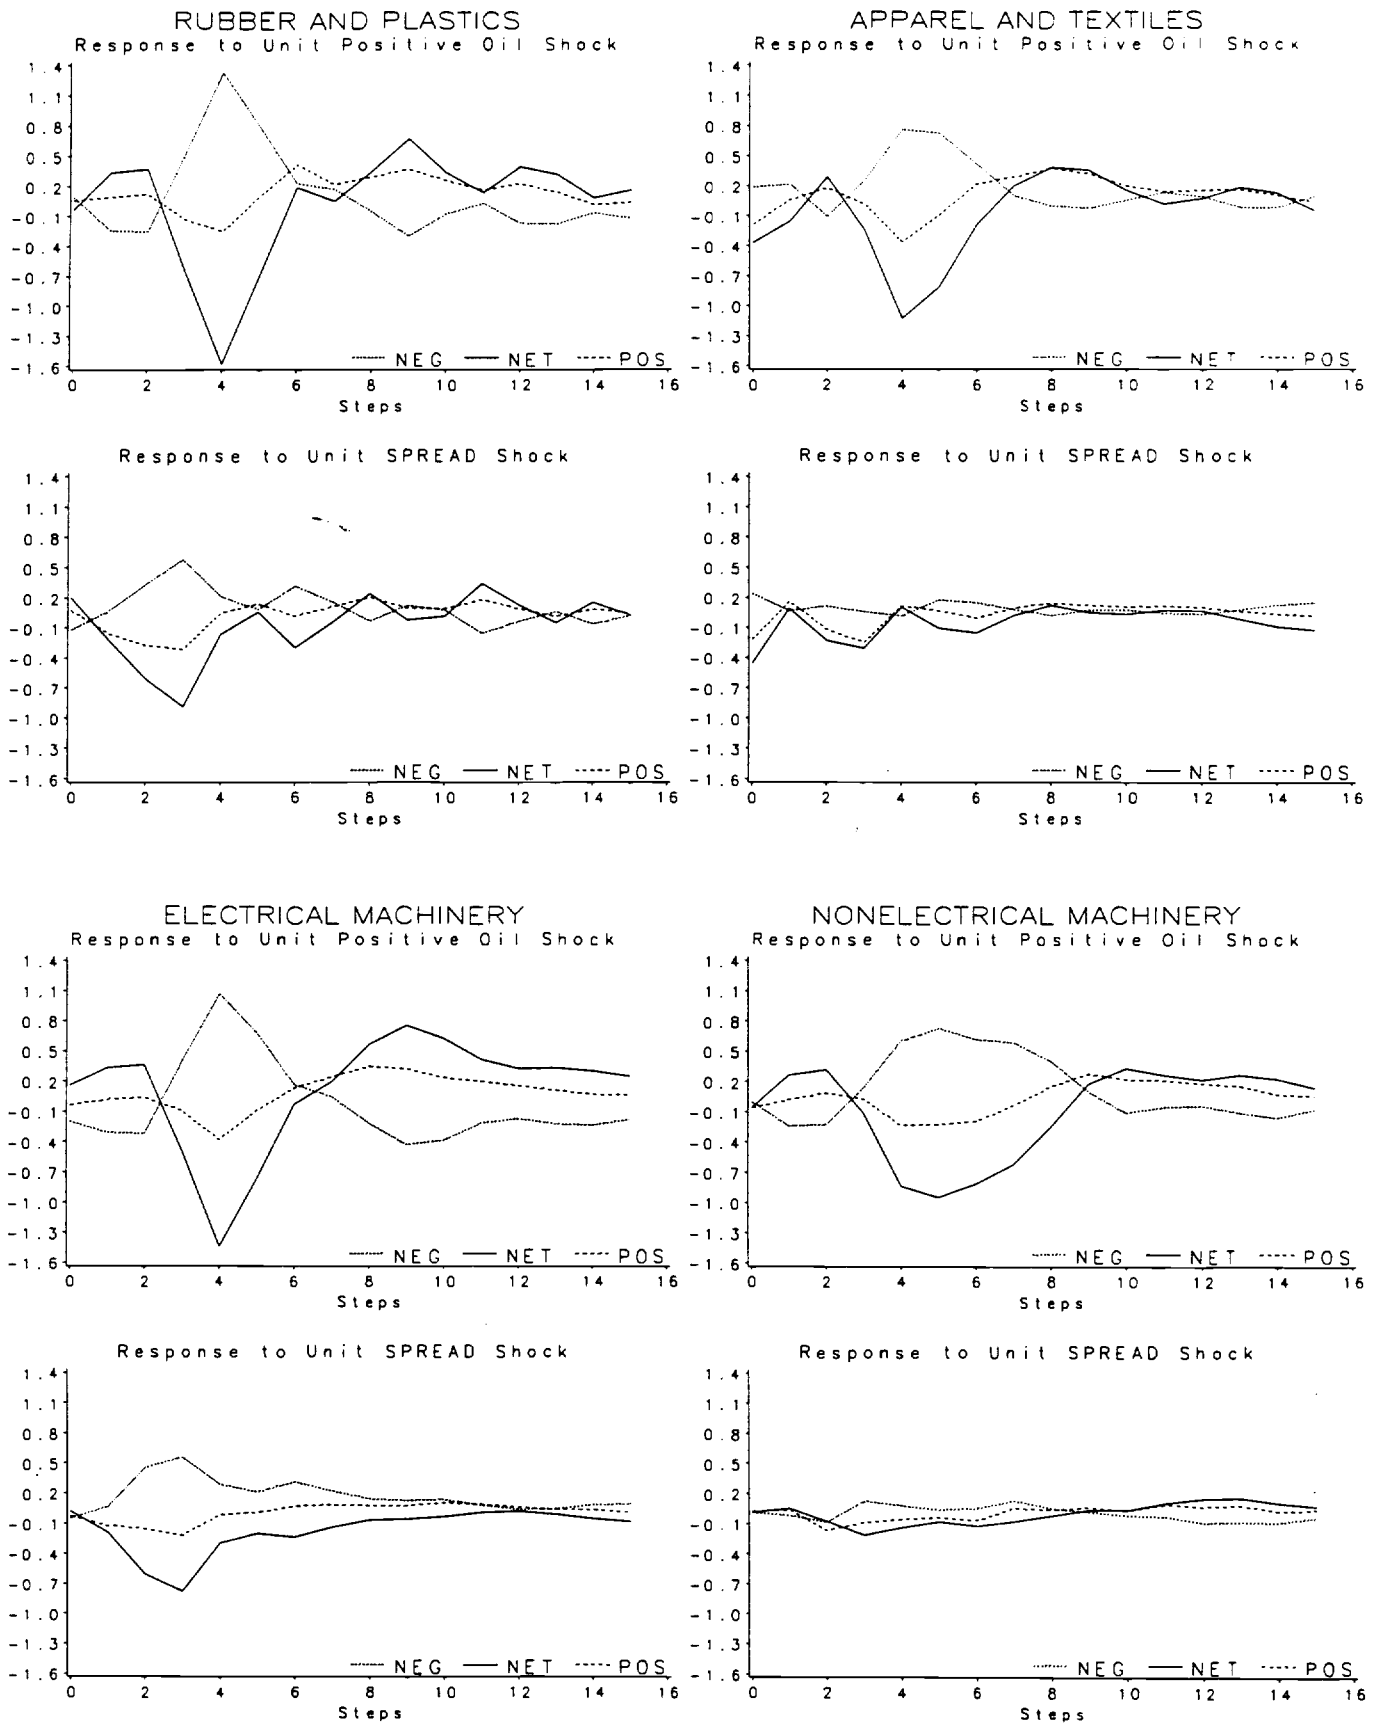 RUBBER AND PLASTICS
Response to Unit Positive Oil Shock
1.4
1.1
0.8
0.5
0.2
-0.1
-0.4
-0.7
-1.0
-1.3
-1.6
NEG NET POS
0 2 4 6 8 10 12 14 16
Steps
APPAREL AND TEXTILES
Response to Unit Positive Oil Shock
1.4
1.1
0.8
0.5
0.2
-0.1
-0.4
-0.7
-1.0
-1.3
-1.6
NEG NET POS
0 2 4 6 8 10 12 14 16
Steps
Response to Unit SPREAD Shock
1.4
1.1
0.8
0.5
0.2
-0.1
-0.4
-0.7
-1.0
-1.3
-1.6
NEG NET POS
0 2 4 6 8 10 12 14 16
Steps
Response to Unit SPREAD Shock
1.4
1.1
0.8
0.5
0.2
-0.1
-0.4
-0.7
-1.0
-1.3
-1.6
NEG NET POS
0 2 4 6 8 10 12 14 16
Steps
ELECTRICAL MACHINERY
Response to Unit Positive Oil Shock
1.4
1.1
0.8
0.5
0.2
-0.1
-0.4
-0.7
-1.0
-1.3
-1.6
NEG NET POS
0 2 4 6 8 10 12 14 16
Steps
NONELECTRICAL MACHINERY
Response to Unit Positive Oil Shock
1.4
1.1
0.8
0.5
0.2
-0.1
-0.4
-0.7
-1.0
-1.3
-1.6
NEG NET POS
0 2 4 6 8 10 12 14 16
Steps
Response to Unit SPREAD Shock
1.4
1.1
0.8
0.5
0.2
-0.1
-0.4
-0.7
-1.0
-1.3
-1.6
NEG NET POS
0 2 4 6 8 10 12 14 16
Steps
Response to Unit SPREAD Shock
1.4
1.1
0.8
0.5
0.2
-0.1
-0.4
-0.7
-1.0
-1.3
-1.6
NEG NET POS
0 2 4 6 8 10 12 14 16
Steps